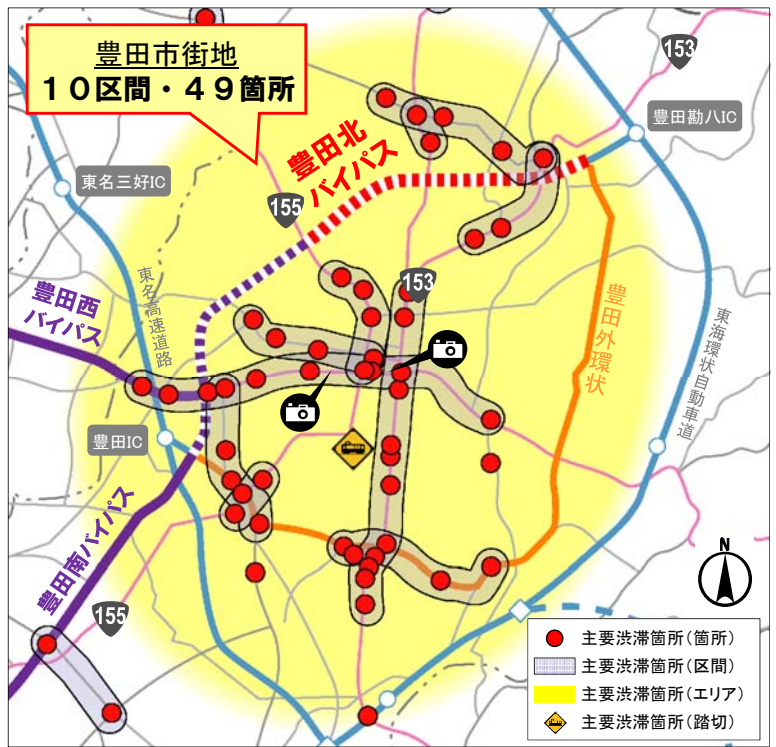 豊田市街地
１０区間・４９箇所
153
豊田勘八IC
豊田北
バイパス
東名三好IC
155
153
豊田西
バイパス
東名高速道路
豊田外環状
東海環状自動車道
豊田IC
豊田南バイパス
155
N
主要渋滞箇所(箇所)
主要渋滞箇所(区間)
主要渋滞箇所(エリア)
主要渋滞箇所(踏切)